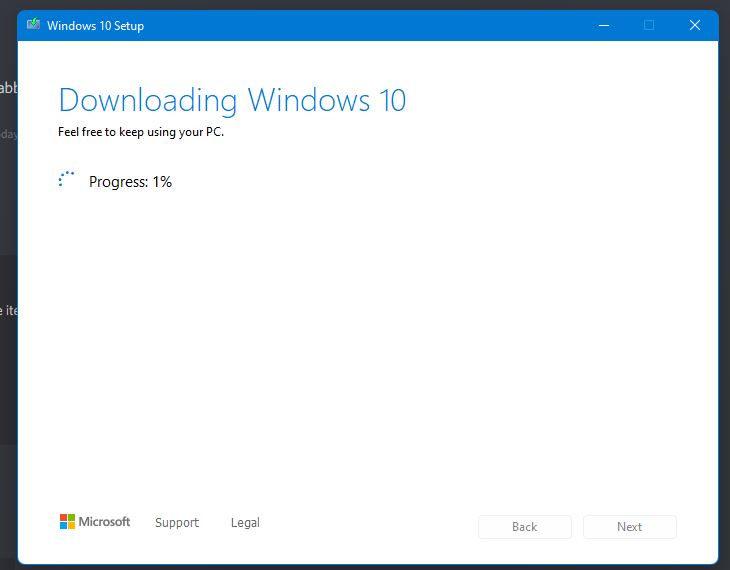 Windows 10 Setup
Downloading Windows 10
Feel free to keep using your PC.
Progress: 1%
Microsoft
Support
Legal
Back
Next